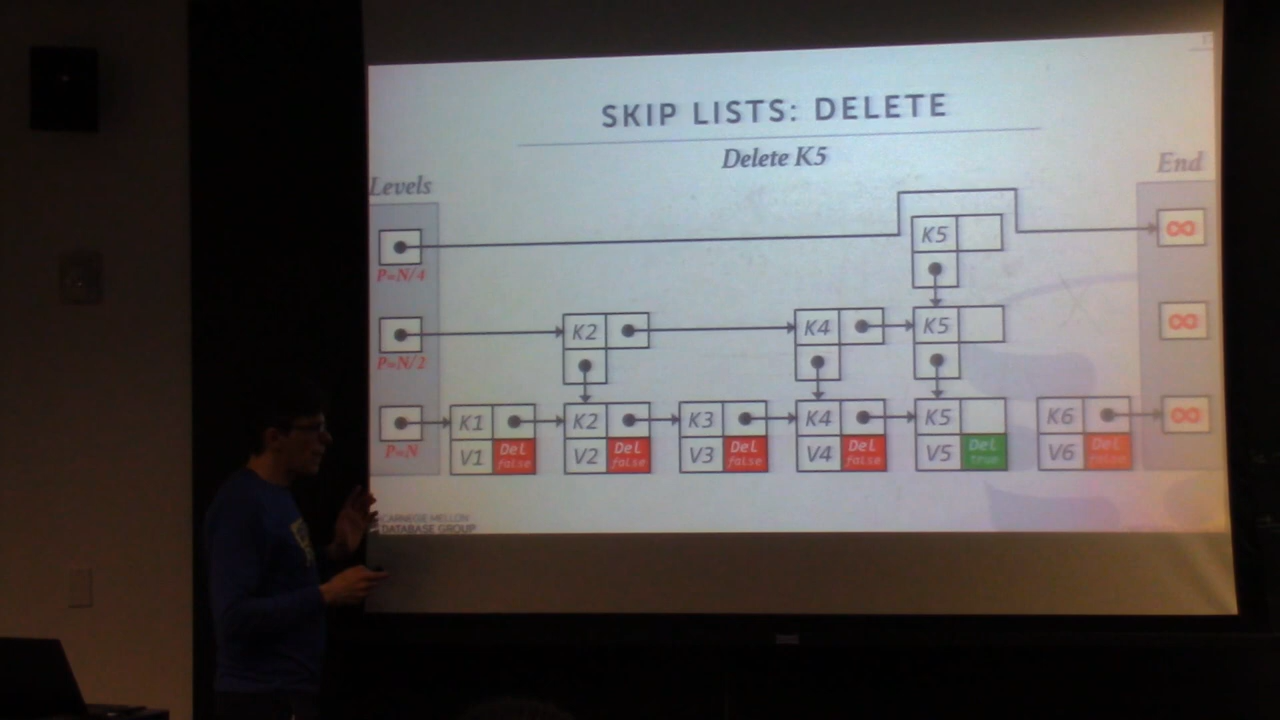 SKIP LISTS: DELETE
Delete K5
Levels
End
K5
∞
P=N/4
K2
K4
K5
∞
P=N/2
K1
K2
K3
K4
K5
K6
∞
P=N
V1
Del
false
V2
Del
false
V3
Del
false
V4
Del
false
V5
Del
true
V6
Del
false
CARNEGIE MELLON
DATABASE GROUP